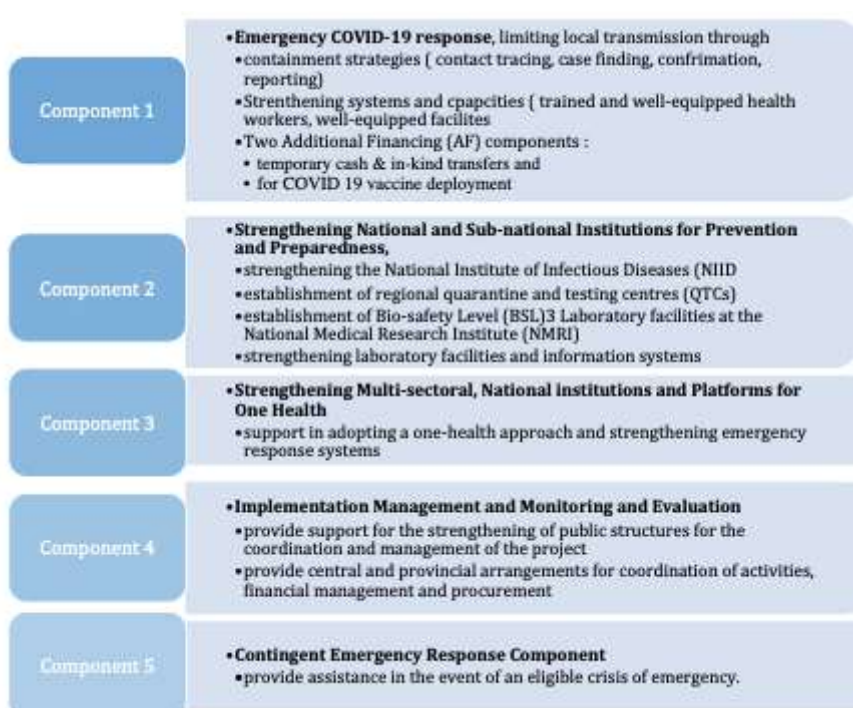 Component 1
•Emergency COVID-19 response, limiting local transmission through
•containment strategies ( contact tracing, case finding, confrimation,
reporting)
•Strenthening systems and cpapcities ( trained and well-equipped health
workers, well-equipped facilites
•Two Additional Financing (AF) components :
• temporary cash & in-kind transfers and
• for COVID 19 vaccine deployment
Component 2
•Strengthening National and Sub-national Institutions for Prevention
and Preparedness,
•strengthening the National Institute of Infectious Diseases (NIID
•establishment of regional quarantine and testing centres (QTCs)
•establishment of Bio-safety Level (BSL)3 Laboratory facilities at the
National Medical Research Institute (NMRI)
•strengthening laboratory facilities and information systems
Component 3
•Strengthening Multi-sectoral, National institutions and Platforms for
One Health
•support in adopting a one-health approach and strengthening emergency
response systems
Component 4
•Implementation Management and Monitoring and Evaluation
•provide support for the strengthening of public structures for the
coordination and management of the project
•provide central and provincial arrangements for coordination of activities,
financial management and procurement
Component 5
•Contingent Emergency Response Component
•provide assistance in the event of an eligible crisis of emergency.